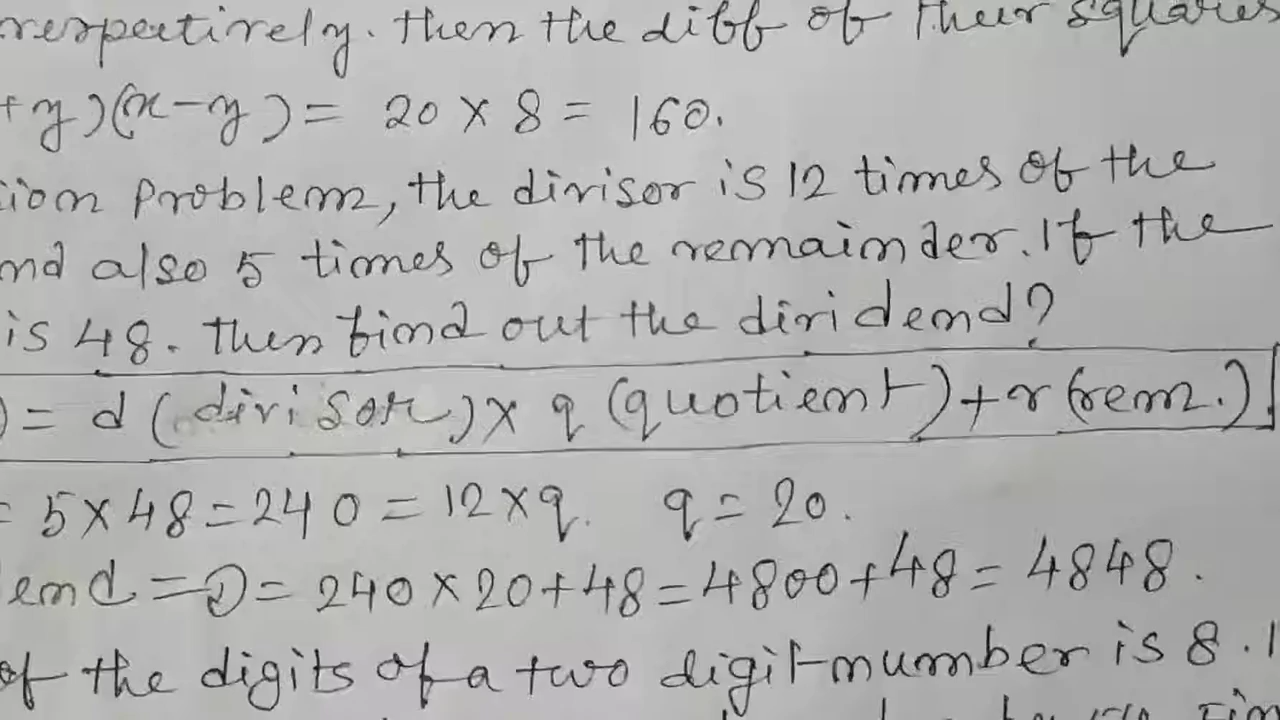 respectively. then the diff of their squares
+y)(x-y) = 20 × 8 = 160.
ion problem, the divisor is 12 times of the
nd also 5 times of the remainder. If the
is 48. then find out the dividend?
) = d (divisor) × q (quotient) + r (rem.)
= 5×48 = 240 = 12×q. q = 20.
end = D = 240×20+48 = 4800+48 = 4848.
of the digits of a two digit number is 8. I